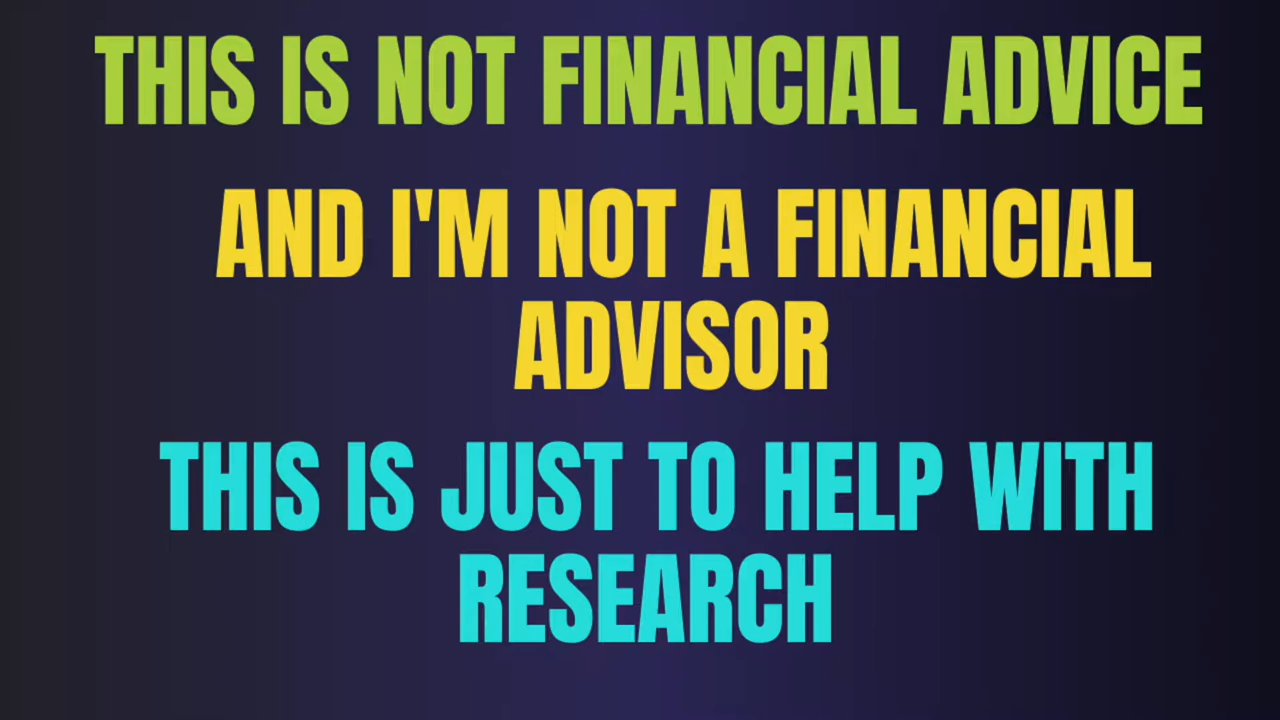 THIS IS NOT FINANCIAL ADVICE
AND I'M NOT A FINANCIAL
ADVISOR
THIS IS JUST TO HELP WITH
RESEARCH